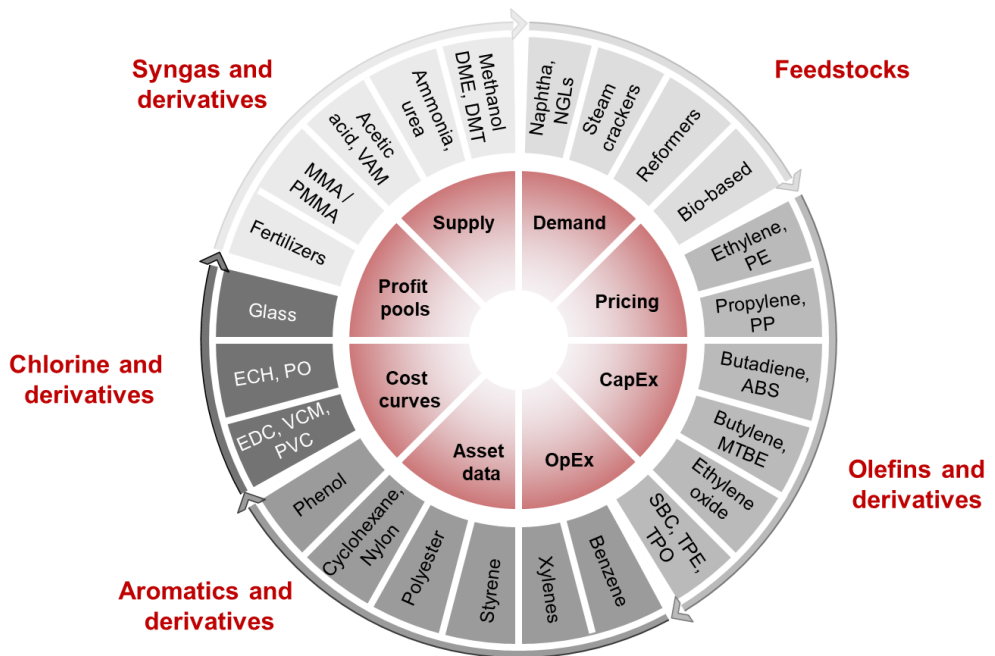 Syngas and
derivatives
Feedstocks
Olefins and
derivatives
Aromatics and
derivatives
Chlorine and
derivatives
Naphtha,
NGLs
Steam
crackers
Reformers
Bio-based
Ethylene,
PE
Propylene,
PP
Butadiene,
ABS
Butylene,
MTBE
Ethylene
oxide
SBC, TPE,
TPO
Benzene
Xylenes
Styrene
Polyester
Cyclohexane,
Nylon
Phenol
EDC, VCM,
PVC
ECH, PO
Glass
Fertilizers
MMA /
PMMA
Acetic
acid, VAM
Ammonia,
urea
Methanol
DME, DMT
Supply
Demand
Pricing
CapEx
OpEx
Asset
data
Cost
curves
Profit
pools